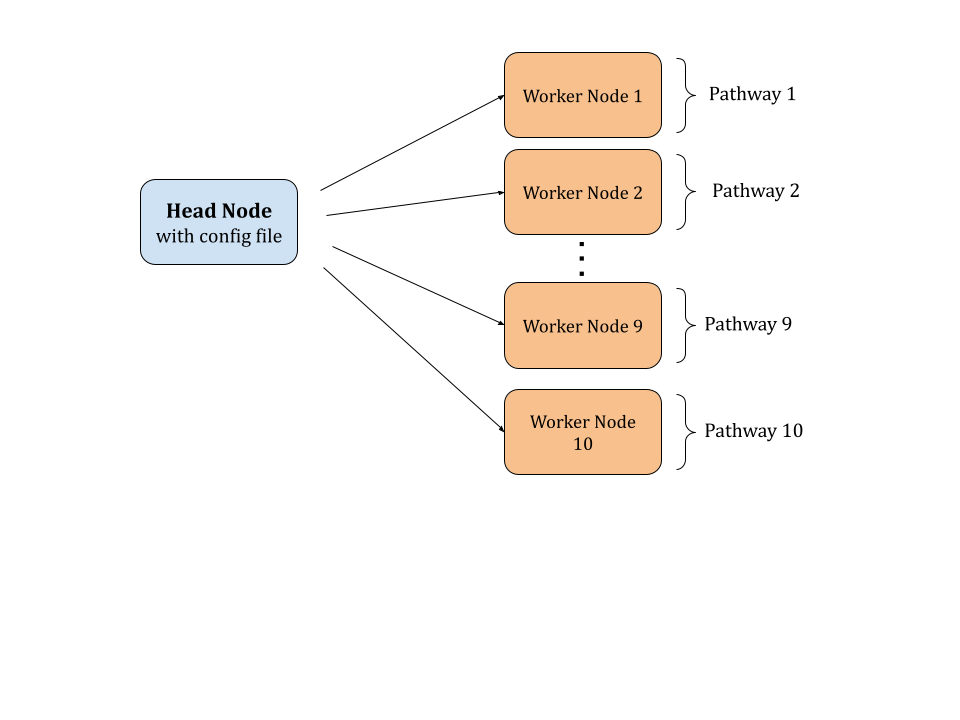 Worker Node 1
Pathway 1
Head Node
with config file
Worker Node 2
Pathway 2
Worker Node 9
Pathway 9
Worker Node
10
Pathway 10